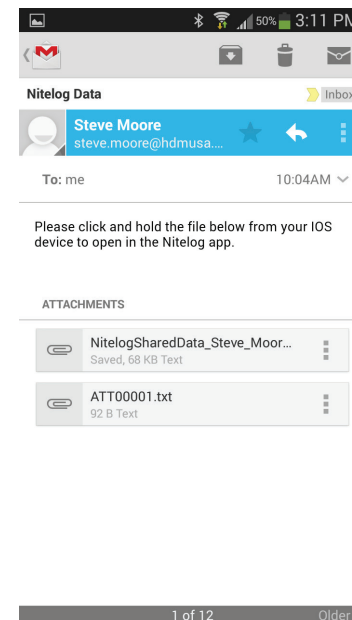 50% 3:11 PM
Nitelog Data
Inbox
Steve Moore
steve.moore@hdmusa....
To: me
10:04AM
Please click and hold the file below from your IOS
device to open in the Nitelog app.
ATTACHMENTS
NitelogSharedData_Steve_Moor...
Saved, 68 KB Text
ATT00001.txt
92 B Text
1 of 12
Older